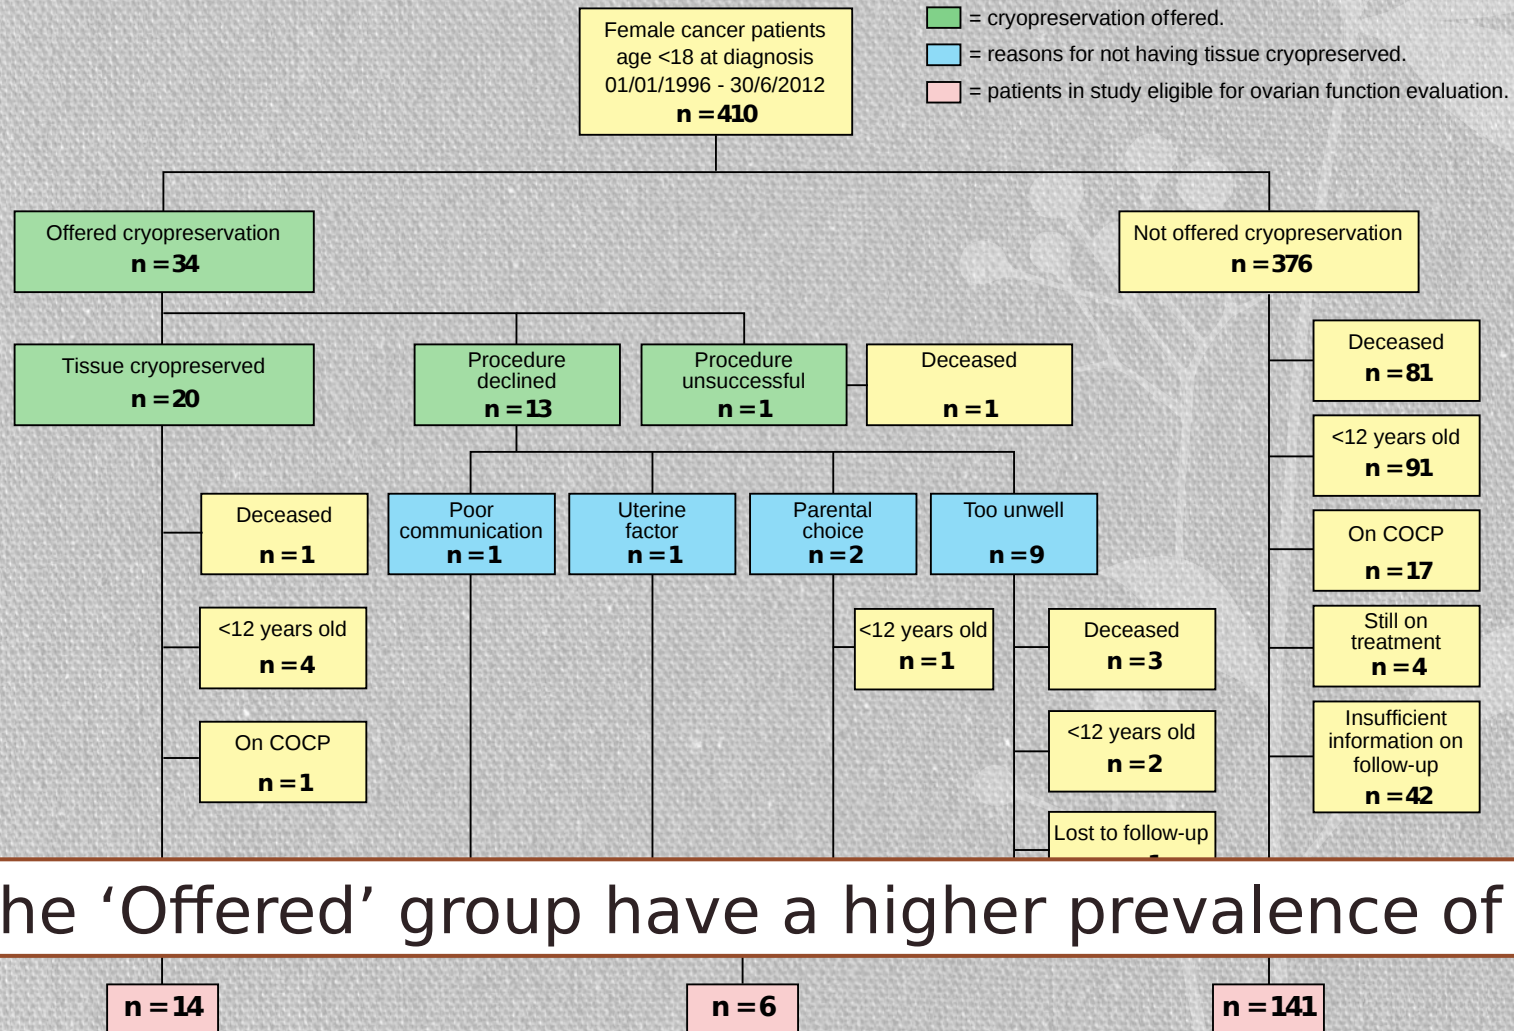 Female cancer patients
age <18 at diagnosis
01/01/1996 - 30/6/2012
n = 410
= cryopreservation offered.
= reasons for not having tissue cryopreserved.
= patients in study eligible for ovarian function evaluation.
Offered cryopreservation
n = 34
Not offered cryopreservation
n = 376
Tissue cryopreserved
n = 20
Procedure
declined
n = 13
Procedure
unsuccessful
n = 1
Deceased
n = 1
Deceased
n = 81
<12 years old
n = 91
On COCP
n = 17
Still on
treatment
n = 4
Insufficient
information on
follow-up
n = 42
Poor
communication
n = 1
Uterine
factor
n = 1
Parental
choice
n = 2
Too unwell
n = 9
Deceased
n = 1
<12 years old
n = 4
On COCP
n = 1
<12 years old
n = 1
Deceased
n = 3
<12 years old
n = 2
Lost to follow-up
he ‘Offered’ group have a higher prevalence of
n = 14
n = 6
n = 141